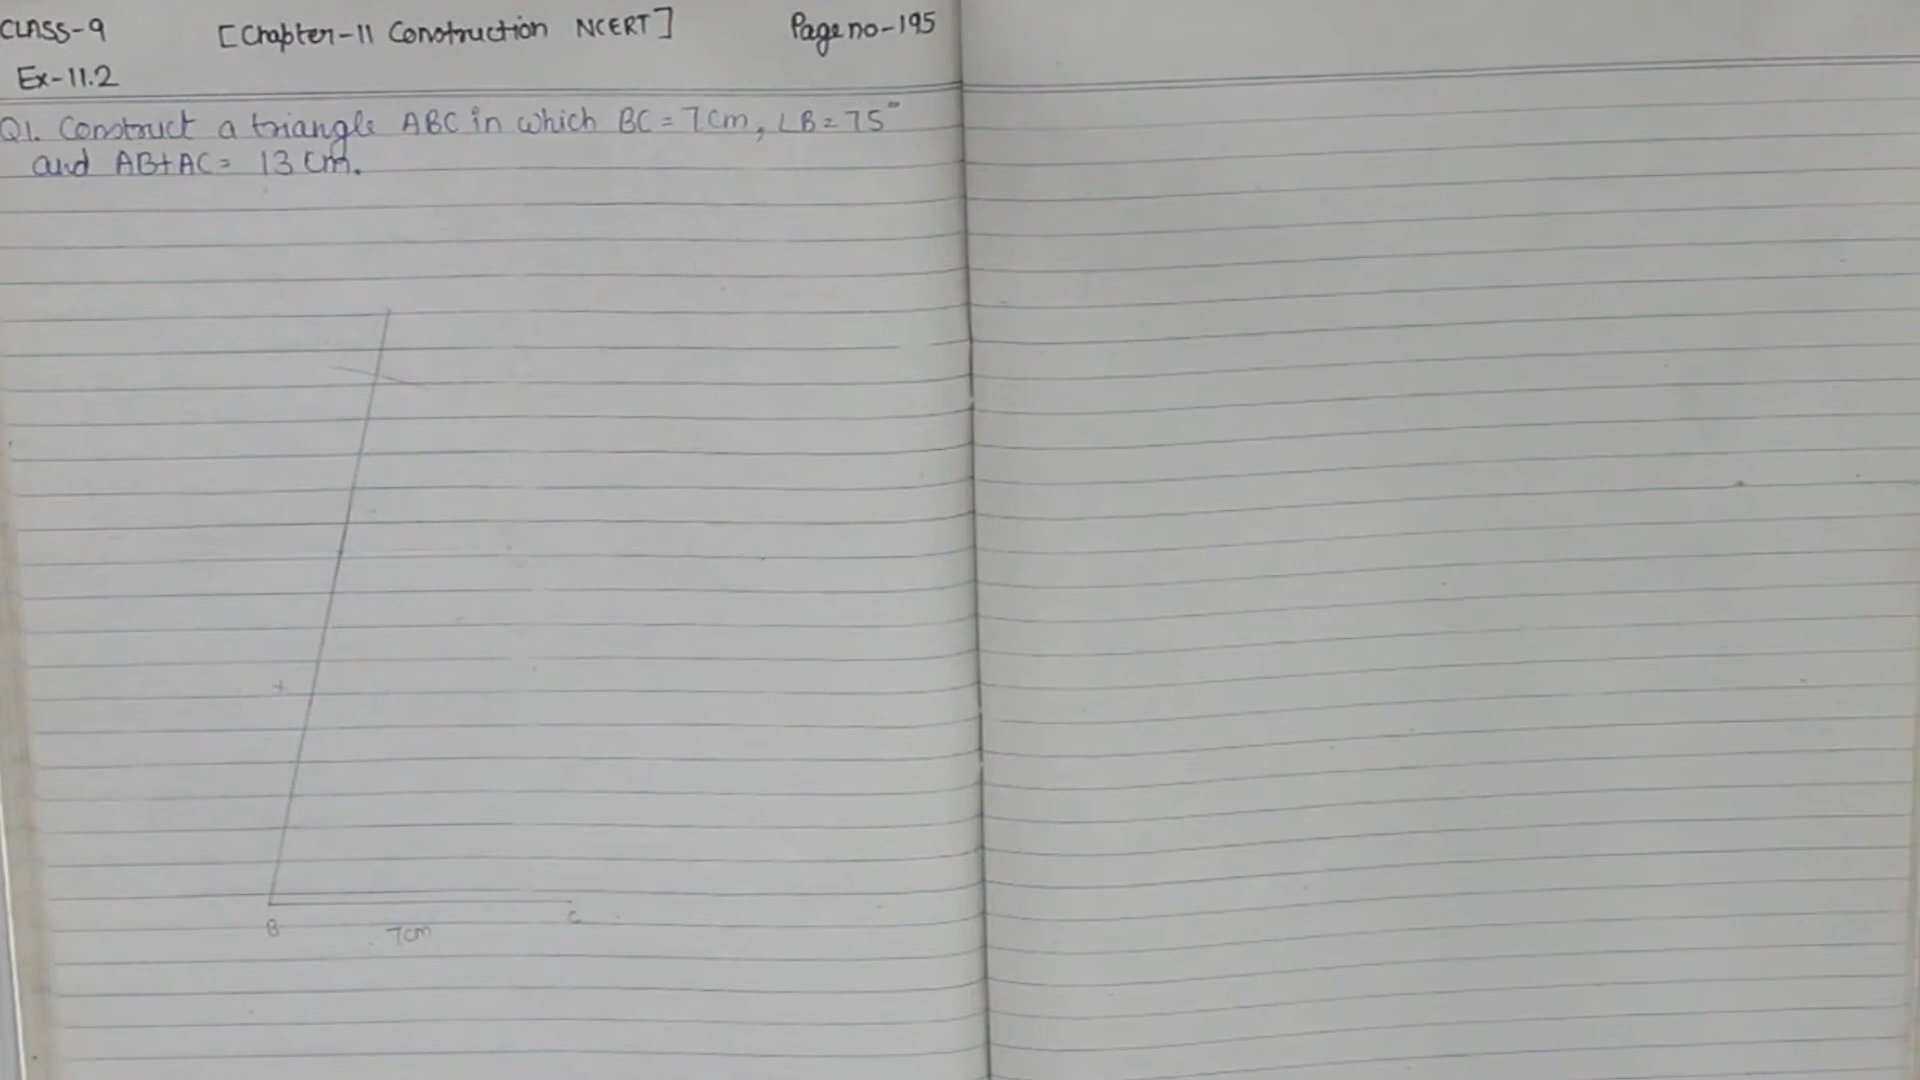 CLASS-9 [Chapter-11 Construction NCERT] Page no-195
Ex-11.2
Q1. Construct a triangle ABC in which BC = 7cm, ∠B = 75°
and AB+AC = 13 cm.
B C
7cm